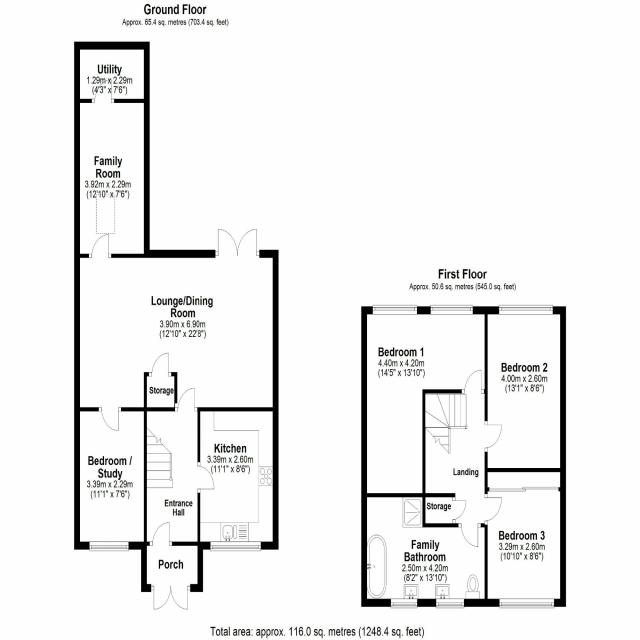 Ground Floor
Approx. 65.4 sq. metres (703.4 sq. feet)
Utility
1.29m x 2.29m
(4'3" x 7'6")
Family
Room
3.92m x 2.29m
(12'10" x 7'6")
Lounge/Dining
Room
3.90m x 6.90m
(12'10" x 22'8")
Storage
Bedroom /
Study
3.39m x 2.29m
(11'1" x 7'6")
Kitchen
3.39m x 2.60m
(11'1" x 8'6")
Entrance
Hall
Porch
First Floor
Approx. 50.6 sq. metres (545.0 sq. feet)
Bedroom 1
4.40m x 4.20m
(14'5" x 13'10")
Bedroom 2
4.00m x 2.60m
(13'1" x 8'6")
Landing
Storage
Family
Bathroom
2.50m x 4.20m
(8'2" x 13'10")
Bedroom 3
3.29m x 2.60m
(10'10" x 8'6")
Total area: approx. 116.0 sq. metres (1248.4 sq. feet)